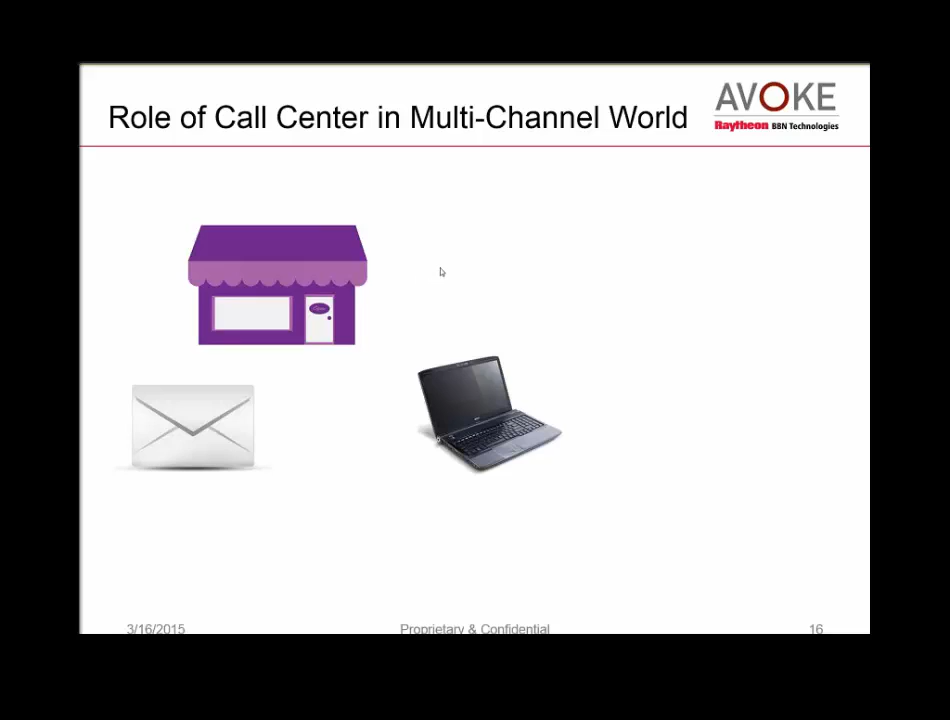 Role of Call Center in Multi-Channel World
AVOKE
Raytheon BBN Technologies
3/16/2015
Proprietary & Confidential
16